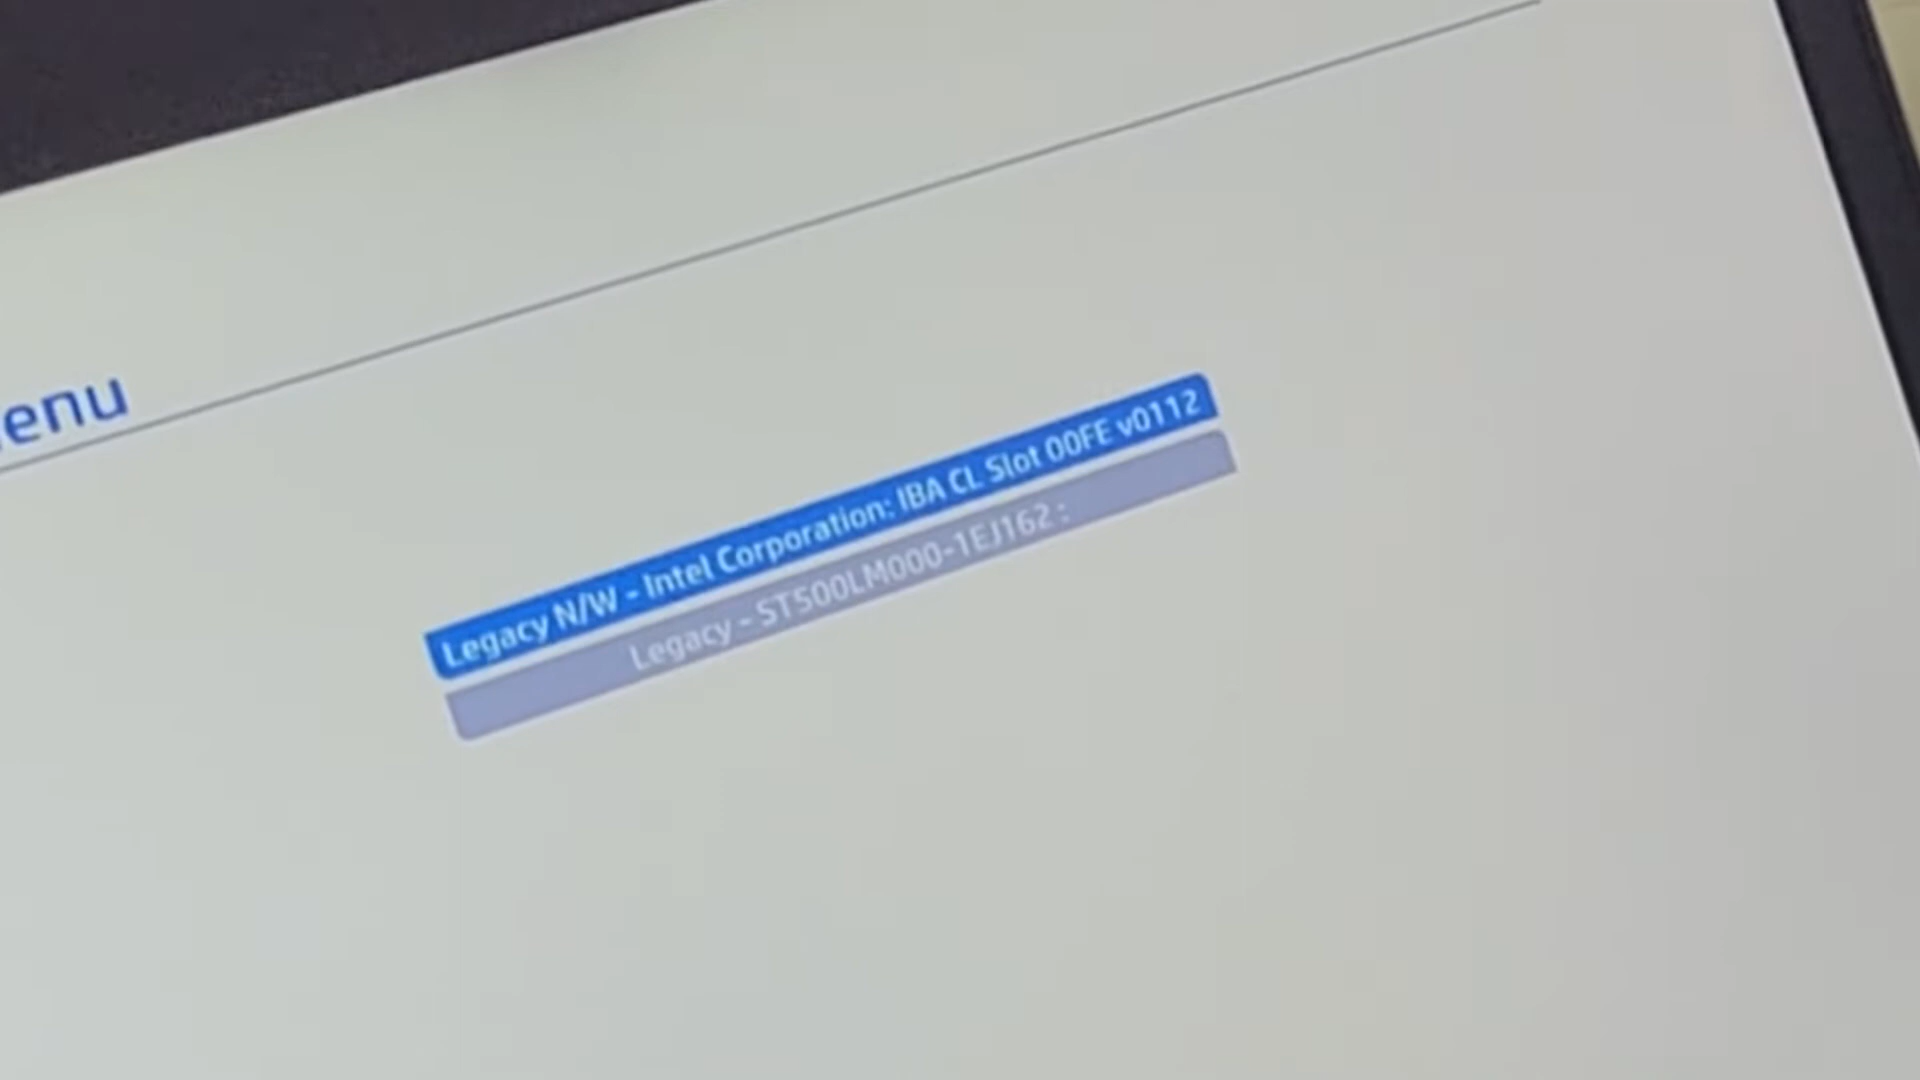 enu
Legacy N/W - Intel Corporation: IBA CL Slot 00FE v0112
Legacy - ST500LM000-1EJ162 :